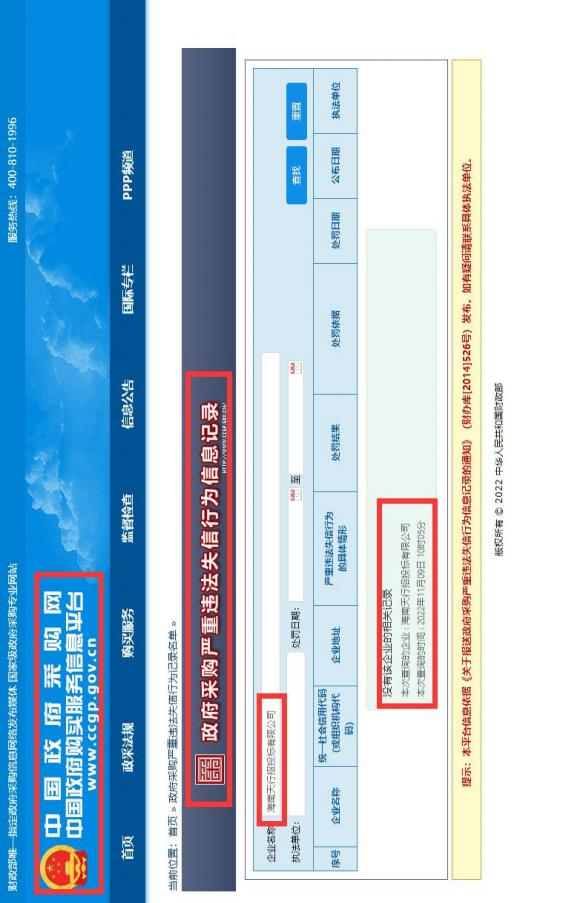 财政部唯一指定政府采购信息网络发布媒体 国家级政府采购专业网站
服务热线：400-810-1996
中国政府采购网
中国政府购买服务信息平台
www.ccgp.gov.cn
首页 政采法规 购买服务 监督检查 信息公告 国际专栏 PPP频道
当前位置：首页 » 政府采购严重违法失信行为记录名单 »
政府采购严重违法失信行为信息记录
HTTP://WWW.CCGP.GOV.CN/
企业名称 海南天行招投标有限公司
执法单位： 处罚日期： 至 查找 重置
序号 企业名称 统一社会信用代码（或组织机构代码） 企业地址 严重违法失信行为的具体情形 处罚结果 处罚依据 处罚日期 公布日期 执法单位
没有该企业的相关记录
本次查询的企业：海南天行招投标有限公司
本次查询的时间：2022年11月09日 10时05分
提示：本平台信息依据《关于报送政府采购严重违法失信行为信息记录的通知》（财办库[2014]526号）发布。如有疑问请联系具体执法单位。
版权所有 © 2022 中华人民共和国财政部